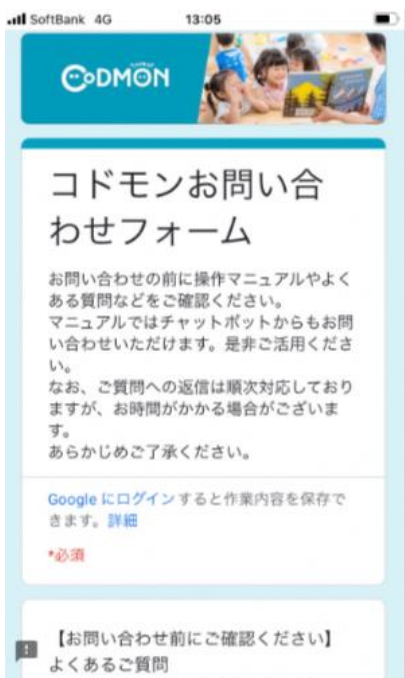 SoftBank 4G 13:05
CODMON
コドモンお問い合
わせフォーム
お問い合わせの前に操作マニュアルやよく
ある質問などをご確認ください。
マニュアルではチャットボットからもお問
い合わせいただけます。是非ご活用くださ
い。
なお、ご質問への返信は順次対応しており
ますが、お時間がかかる場合がございま
す。
あらかじめご了承ください。
Google にログインすると作業内容を保存で
きます。詳細
*必須
【お問い合わせ前にご確認ください】
よくあるご質問